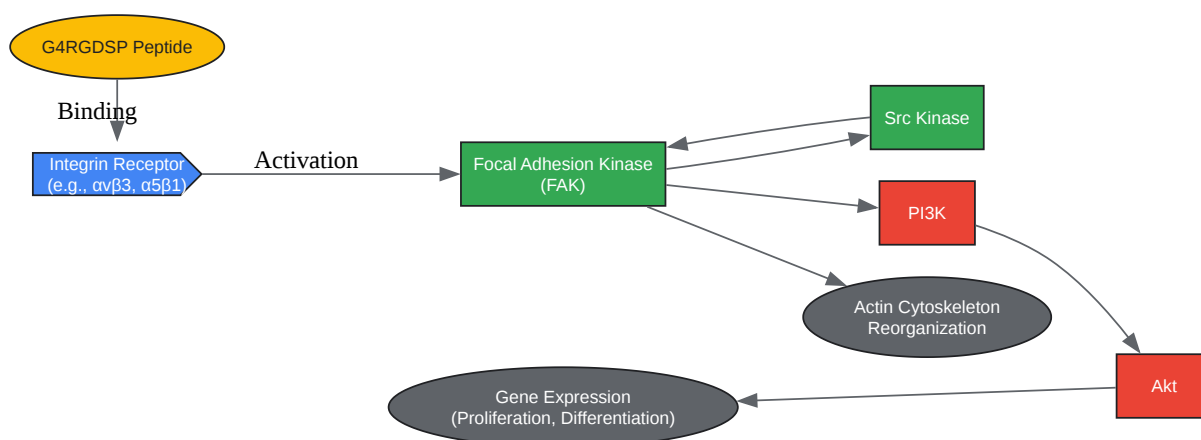 G4RGDSP Peptide
Binding
Integrin Receptor
(e.g., αvβ3, α5β1)
Activation
Focal Adhesion Kinase
(FAK)
Src Kinase
PI3K
Actin Cytoskeleton
Reorganization
Akt
Gene Expression
(Proliferation, Differentiation)